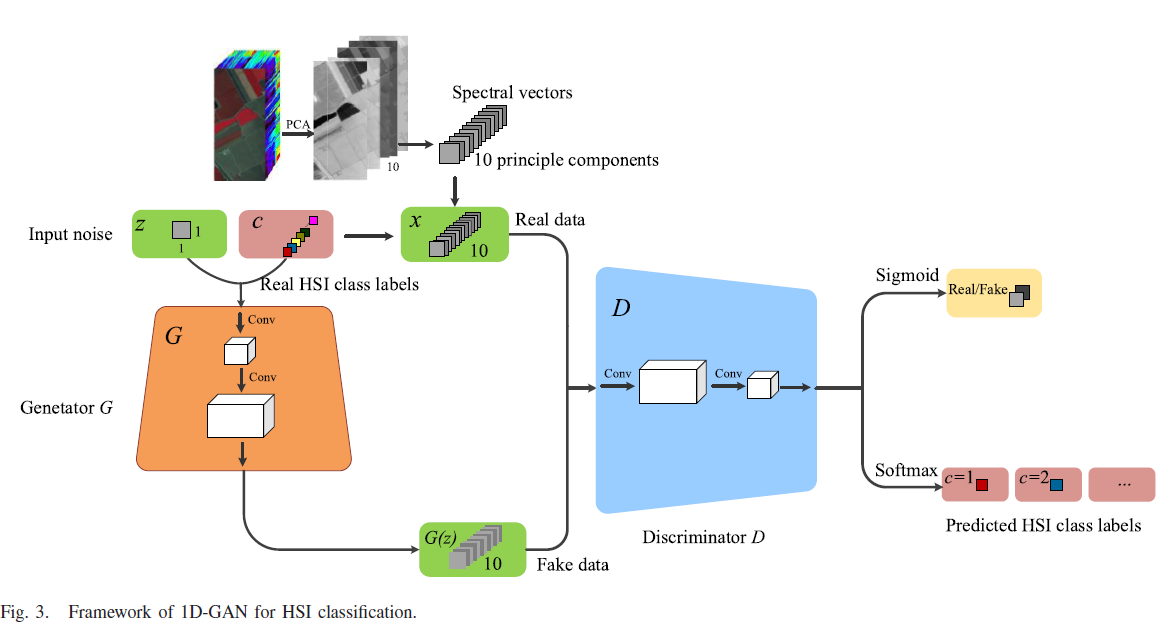 Spectral vectors
PCA
10
10 principle components
Input noise
z
1
1
c
x
10
Real data
Real HSI class labels
G
Conv
Conv
Genetator G
D
Conv
Conv
Discriminator D
Sigmoid
Real/Fake
Softmax
c=1
c=2
...
Predicted HSI class labels
G(z)
10
Fake data
Fig. 3. Framework of 1D-GAN for HSI classification.